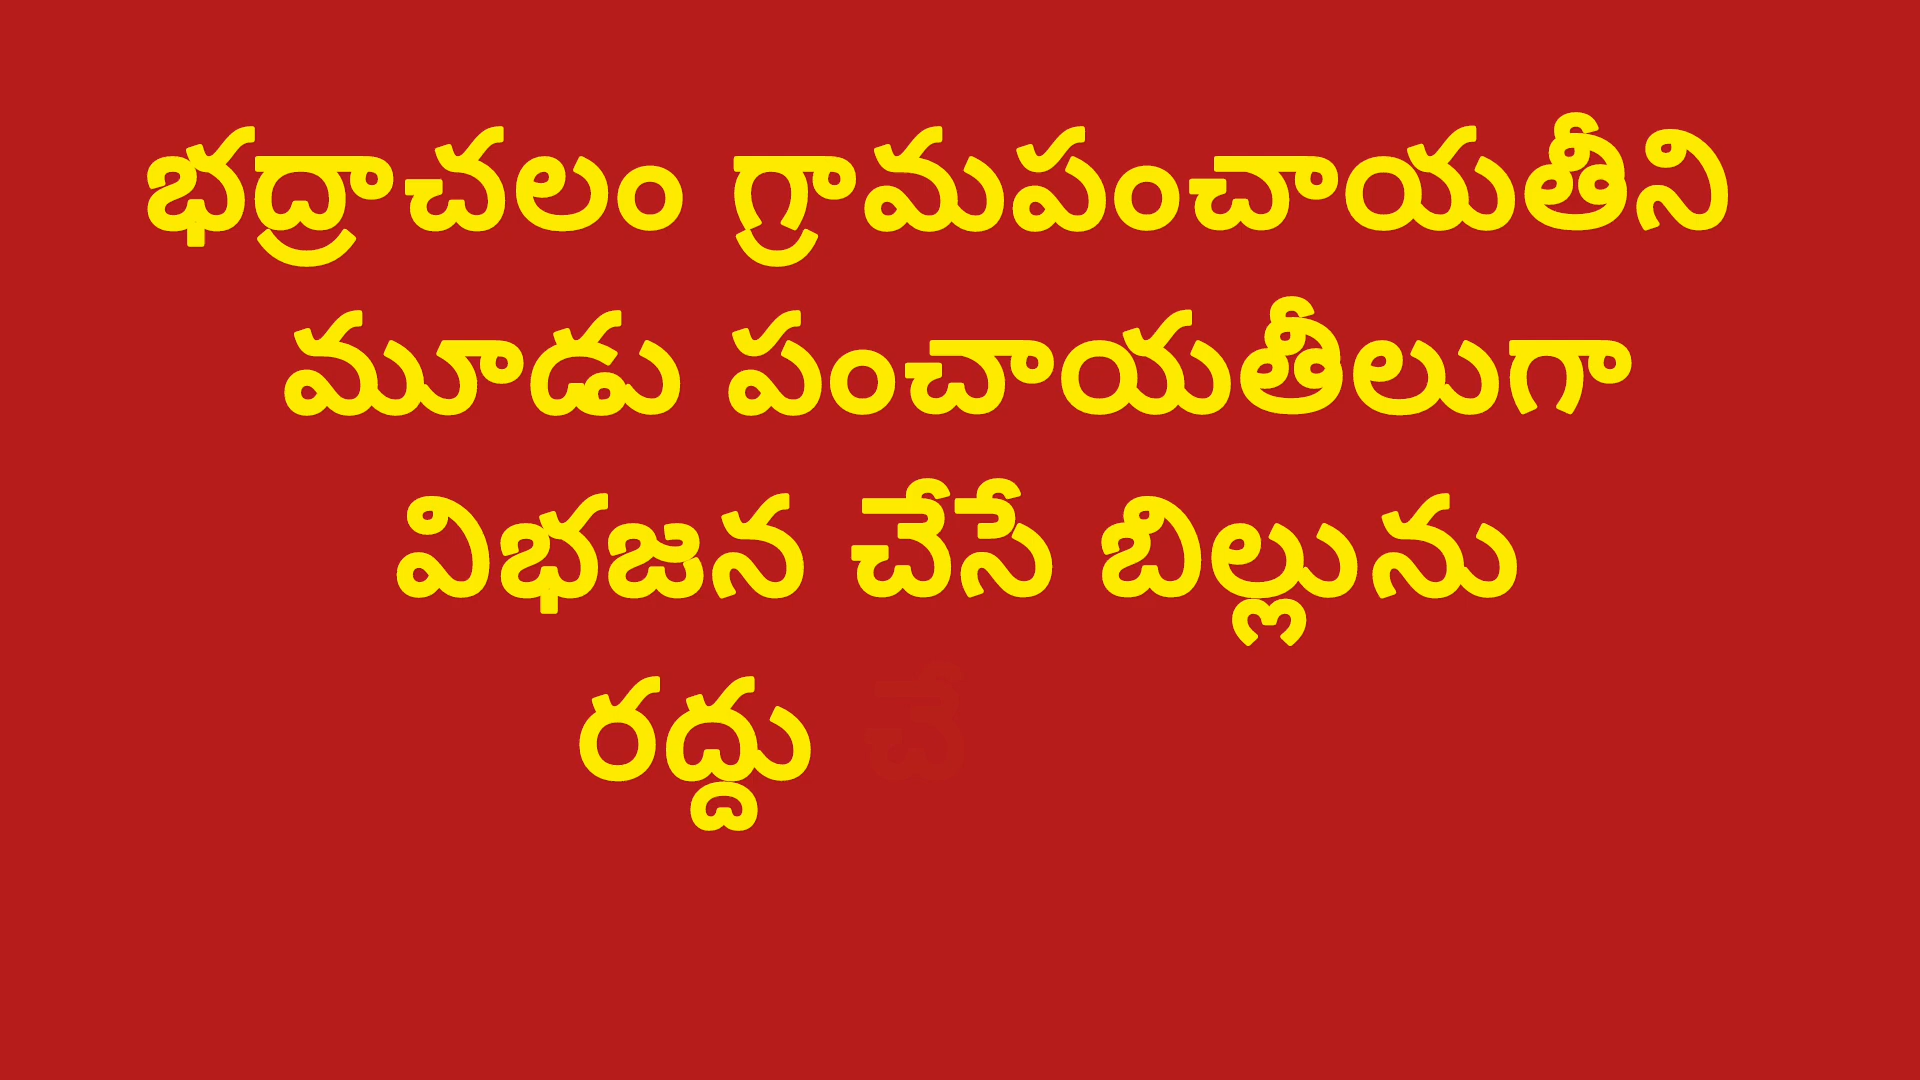 భద్రాచలం గ్రామపంచాయతీని
మూడు పంచాయతీలుగా
విభజన చేసే బిల్లును
రద్దు చే